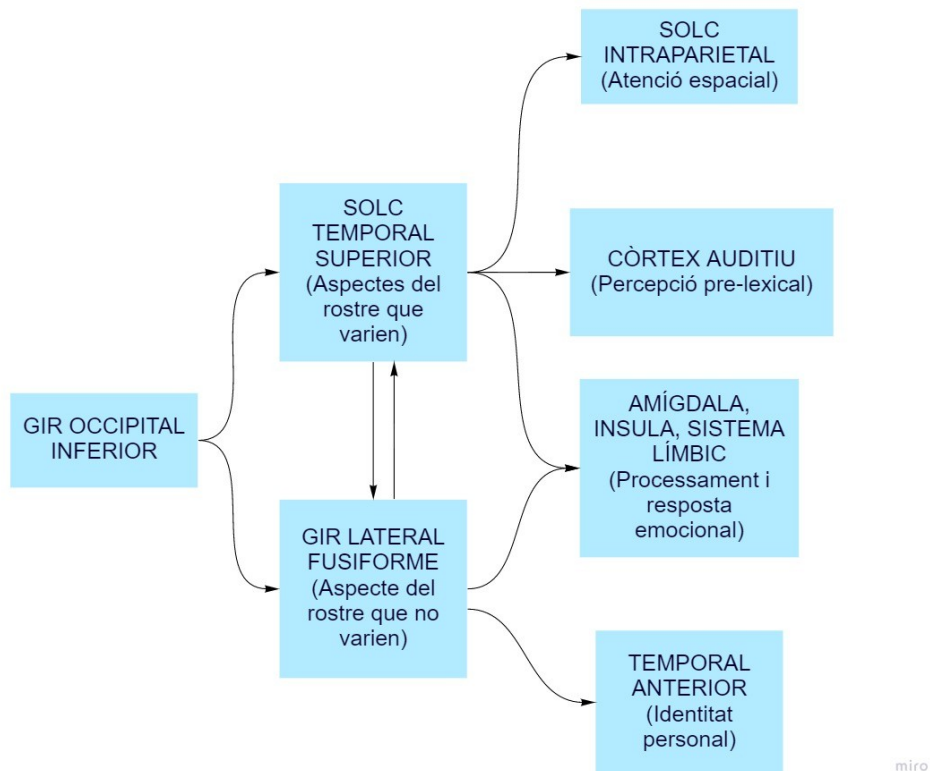 SOLC
INTRAPARIETAL
(Atenció espacial)
SOLC
TEMPORAL
SUPERIOR
(Aspectes del
rostre que
varien)
CÒRTEX AUDITIU
(Percepció pre-lexical)
GIR OCCIPITAL
INFERIOR
AMÍGDALA,
INSULA, SISTEMA
LÍMBIC
(Processament i
resposta
emocional)
GIR LATERAL
FUSIFORME
(Aspecte del
rostre que no
varien)
TEMPORAL
ANTERIOR
(Identitat
personal)
miro